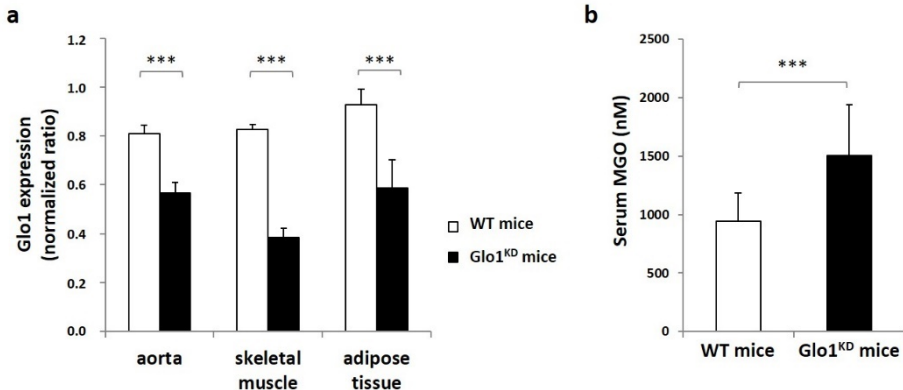 a
Glo1 expression
(normalized ratio)
1.2
1.0
0.8
0.6
0.4
0.2
0.0
***
***
***
aorta
skeletal
muscle
adipose
tissue
WT mice
Glo1KD mice
b
Serum MGO (nM)
2500
2000
1500
1000
500
0
***
WT mice
Glo1KD mice